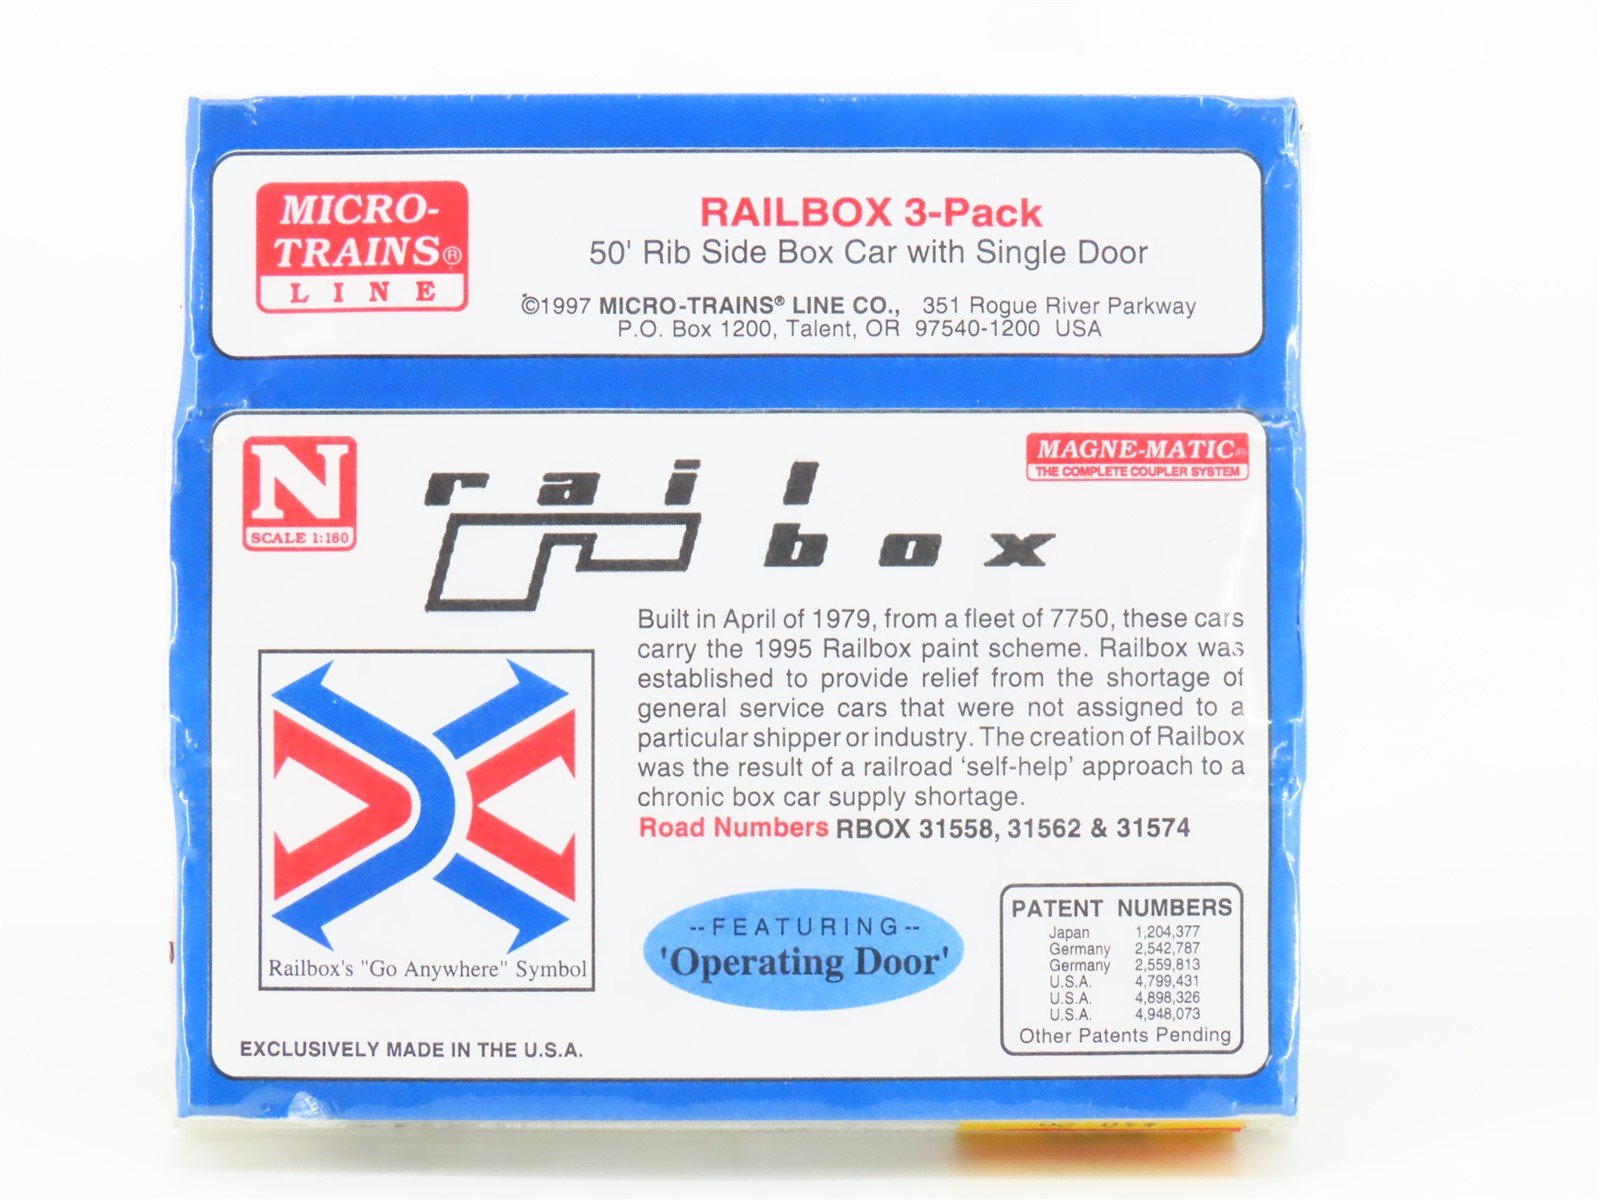 MICRO-
TRAINS®
LINE
RAILBOX 3-Pack
50' Rib Side Box Car with Single Door
©1997 MICRO-TRAINS® LINE CO., 351 Rogue River Parkway
P.O. Box 1200, Talent, OR 97540-1200 USA
N
SCALE 1:160
rail
box
MAGNE-MATIC®
THE COMPLETE COUPLER SYSTEM
Built in April of 1979, from a fleet of 7750, these cars
carry the 1995 Railbox paint scheme. Railbox was
established to provide relief from the shortage of
general service cars that were not assigned to a
particular shipper or industry. The creation of Railbox
was the result of a railroad ‘self-help’ approach to a
chronic box car supply shortage.
Road Numbers RBOX 31558, 31562 & 31574
Railbox's "Go Anywhere" Symbol
--FEATURING--
'Operating Door'
PATENT NUMBERS
Japan 1,204,377
Germany 2,542,787
Germany 2,559,813
U.S.A. 4,799,431
U.S.A. 4,898,326
U.S.A. 4,948,073
Other Patents Pending
EXCLUSIVELY MADE IN THE U.S.A.